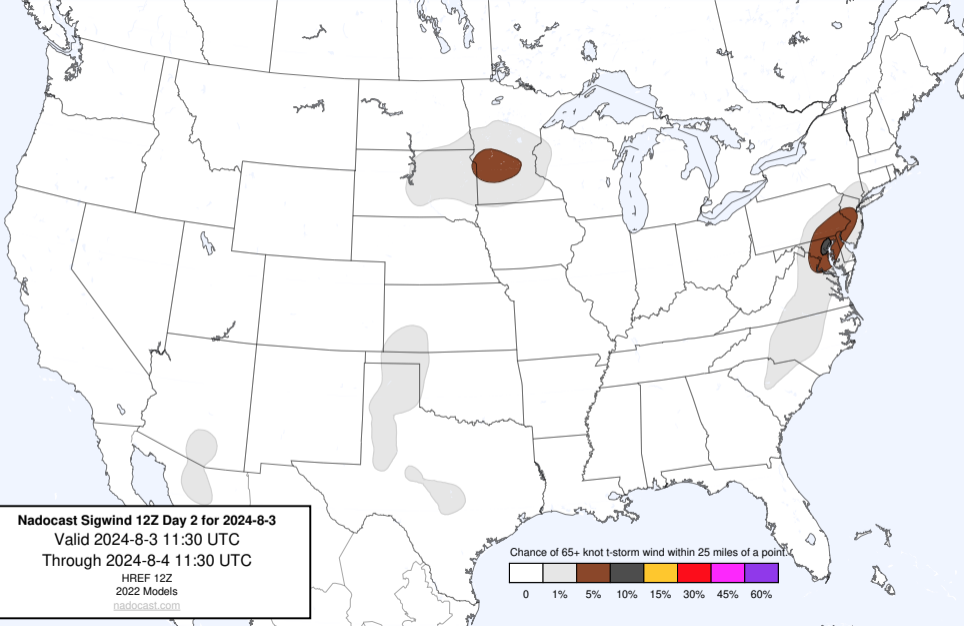 Nadocast Sigwind 12Z Day 2 for 2024-8-3
Valid 2024-8-3 11:30 UTC
Through 2024-8-4 11:30 UTC
HREF 12Z
2022 Models
nadocast.com
Chance of 65+ knot t-storm wind within 25 miles of a point.
0 1% 5% 10% 15% 30% 45% 60%